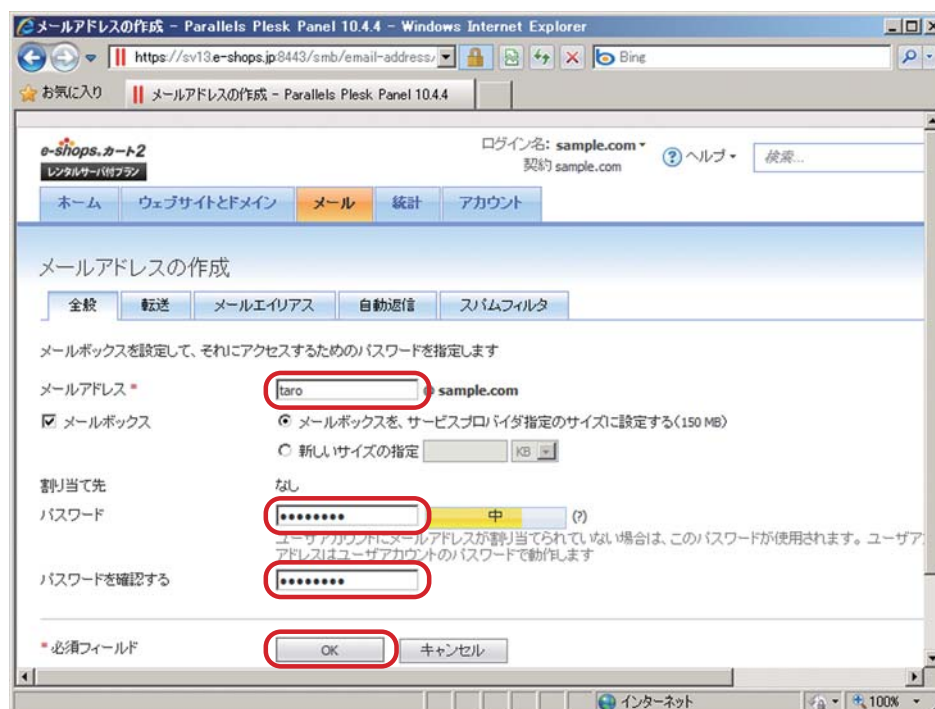 メールアドレスの作成 - Parallels Plesk Panel 10.4.4 - Windows Internet Explorer
https://sv13.e-shops.jp:8443/smb/email-address/
Bing
お気に入り
メールアドレスの作成 - Parallels Plesk Panel 10.4.4
e-shops.カート2
レンタルサーバ付プラン
ログイン名: sample.com
契約 sample.com
ヘルプ
検索...
ホーム ウェブサイトとドメイン メール 統計 アカウント
メールアドレスの作成
全般 転送 メールエイリアス 自動返信 スパムフィルタ
メールボックスを設定して、それにアクセスするためのパスワードを指定します
メールアドレス * taro @ sample.com
メールボックス メールボックスを、サービスプロバイダ指定のサイズに設定する(150 MB)
新しいサイズの指定 KB
割り当て先 なし
パスワード •••••••• 中 (?)
ユーザアカウントにメールアドレスが割り当てられていない場合は、このパスワードが使用されます。ユーザア
アドレスはユーザアカウントのパスワードで動作します
パスワードを確認する ••••••••
* 必須フィールド OK キャンセル
インターネット 100%